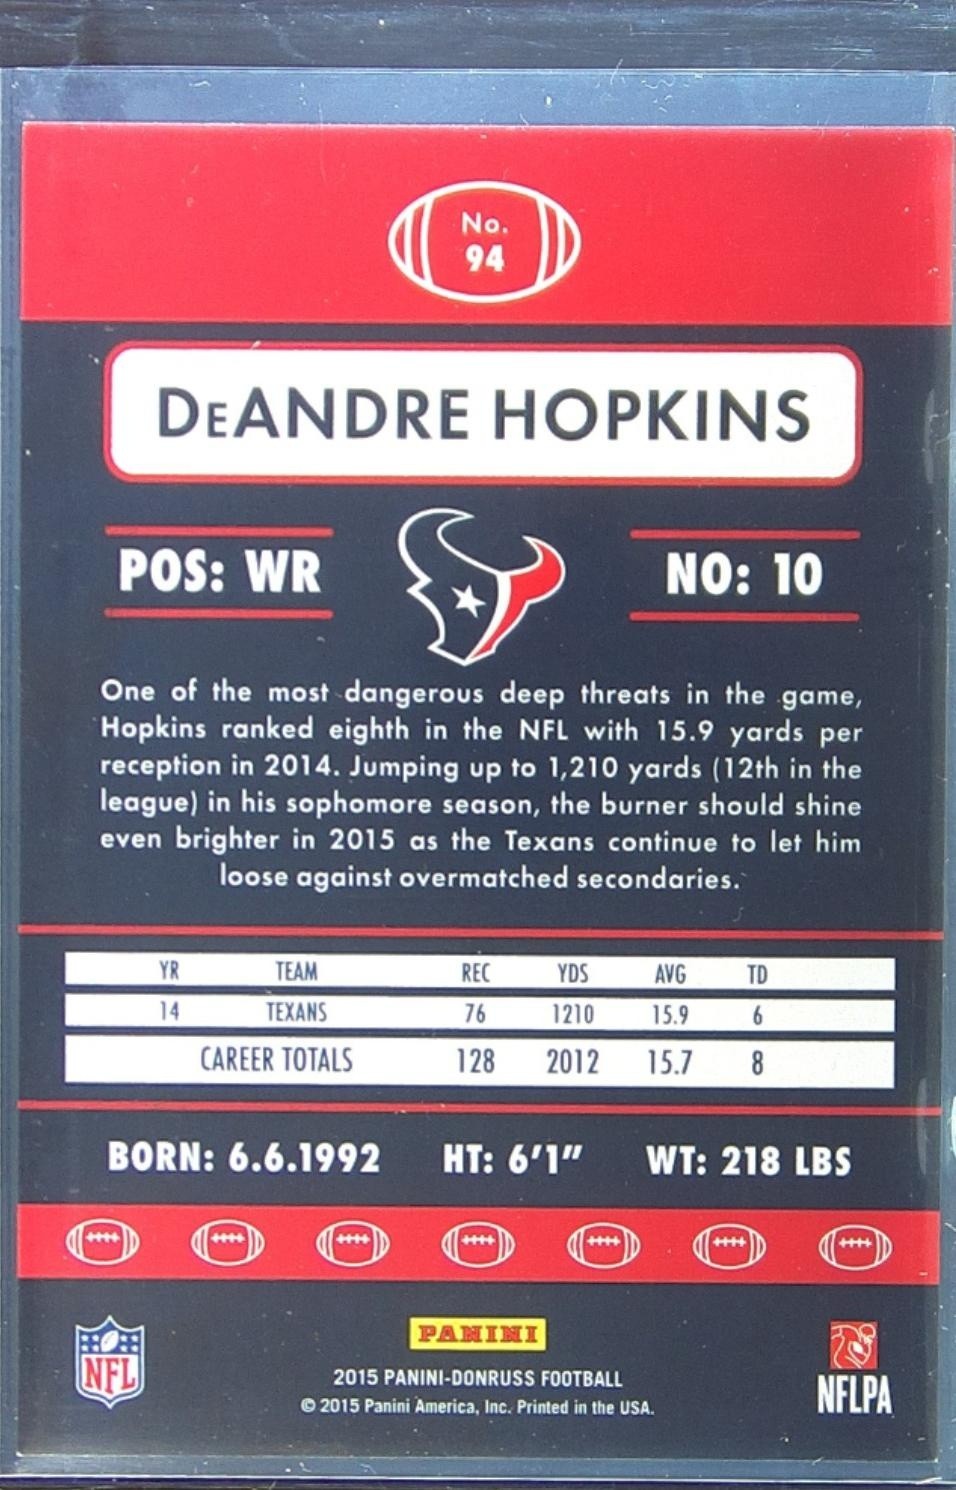 No.
94
DeANDRE HOPKINS
POS: WR
NO: 10
One of the most dangerous deep threats in the game,
Hopkins ranked eighth in the NFL with 15.9 yards per
reception in 2014. Jumping up to 1,210 yards (12th in the
league) in his sophomore season, the burner should shine
even brighter in 2015 as the Texans continue to let him
loose against overmatched secondaries.
YR TEAM REC YDS AVG TD
14 TEXANS 76 1210 15.9 6
CAREER TOTALS 128 2012 15.7 8
BORN: 6.6.1992 HT: 6'1" WT: 218 LBS
NFL
PANINI
2015 PANINI-DONRUSS FOOTBALL
© 2015 Panini America, Inc. Printed in the USA.
NFLPA